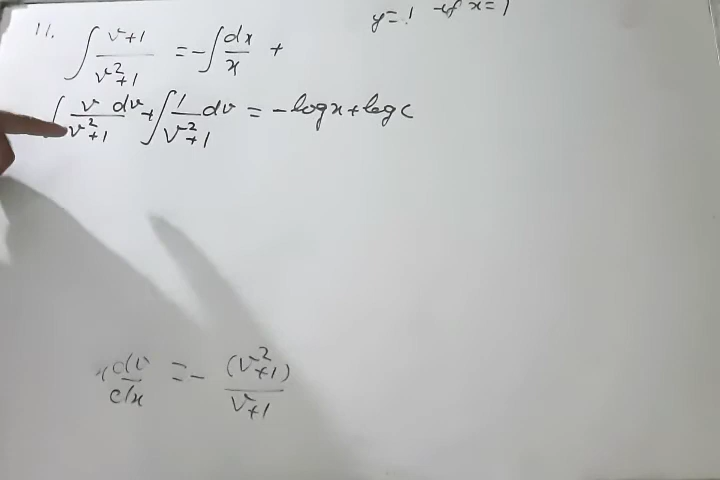 y=1 if x=1
11. ∫ v+1/v²+1 = -∫ dx/x +
∫ v dv/v²+1 + ∫ 1/v²+1 dv = -log x + log c
x dv/dx = - (v²+1)/v+1